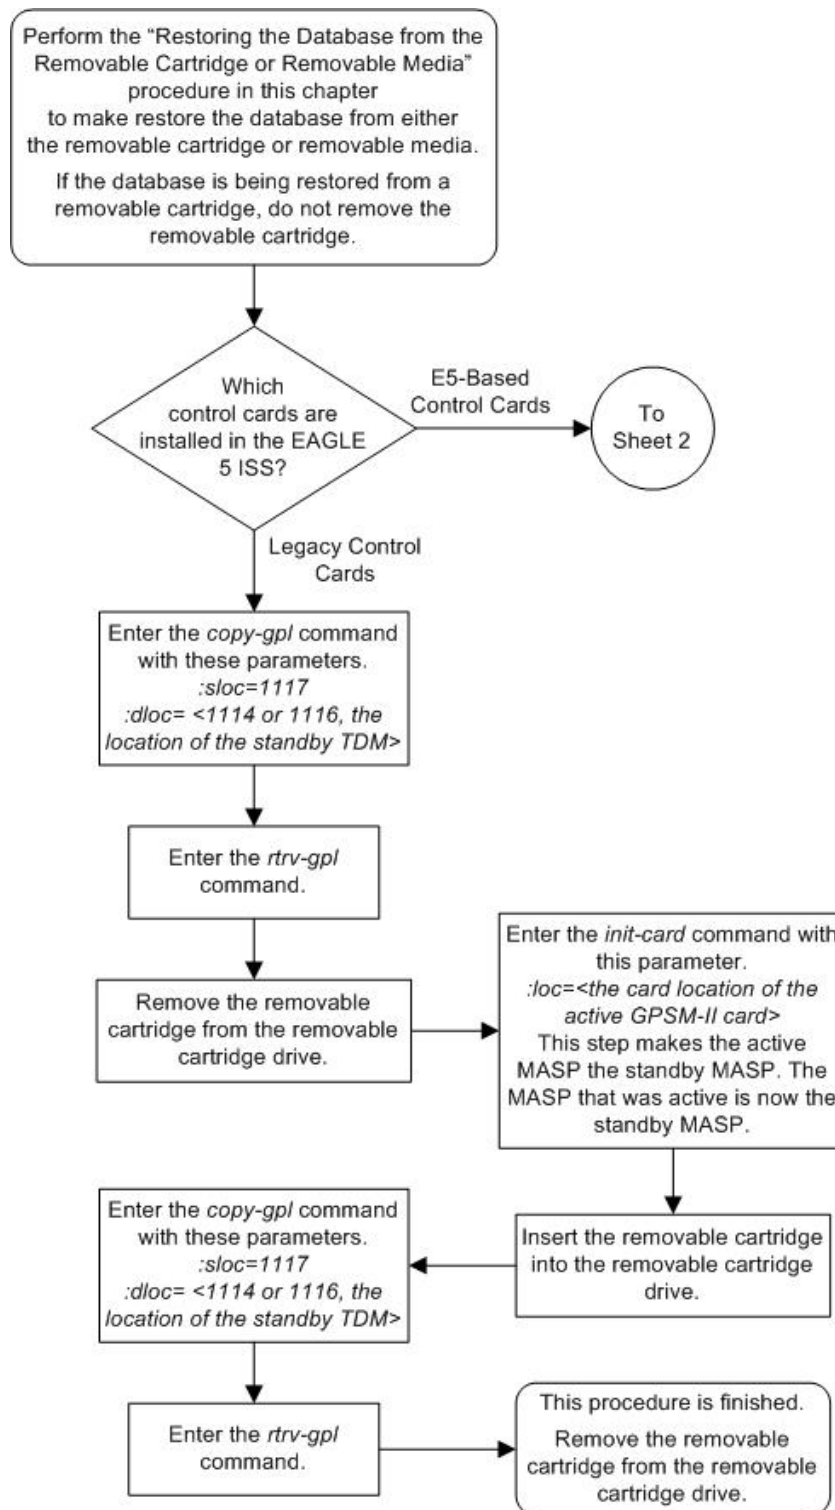 Perform the “Restoring the Database from the
Removable Cartridge or Removable Media”
procedure in this chapter
to make restore the database from either
the removable cartridge or removable media.
If the database is being restored from a
removable cartridge, do not remove the
removable cartridge.
Which
control cards are
installed in the EAGLE
5 ISS?
E5-Based
Control Cards
To
Sheet 2
Legacy Control
Cards
Enter the copy-gpl command
with these parameters.
:sloc=1117
:dloc= <1114 or 1116, the
location of the standby TDM>
Enter the rtrv-gpl
command.
Remove the removable
cartridge from the removable
cartridge drive.
Enter the init-card command with
this parameter.
:loc=<the card location of the
active GPSM-II card>
This step makes the active
MASP the standby MASP. The
MASP that was active is now the
standby MASP.
Insert the removable cartridge
into the removable cartridge
drive.
Enter the copy-gpl command
with these parameters.
:sloc=1117
:dloc= <1114 or 1116, the
location of the standby TDM>
Enter the rtrv-gpl
command.
This procedure is finished.
Remove the removable
cartridge from the removable
cartridge drive.